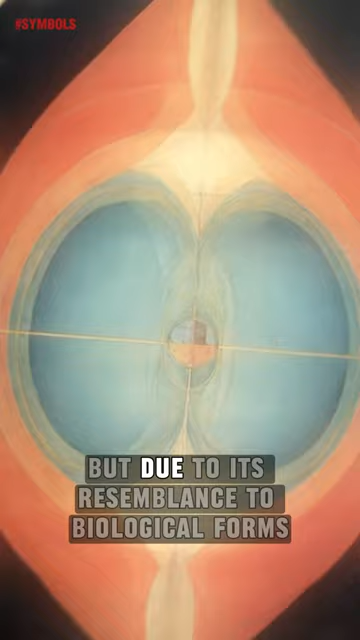 #SYMBOLS
BUT DUE TO ITS
RESEMBLANCE TO
BIOLOGICAL FORMS